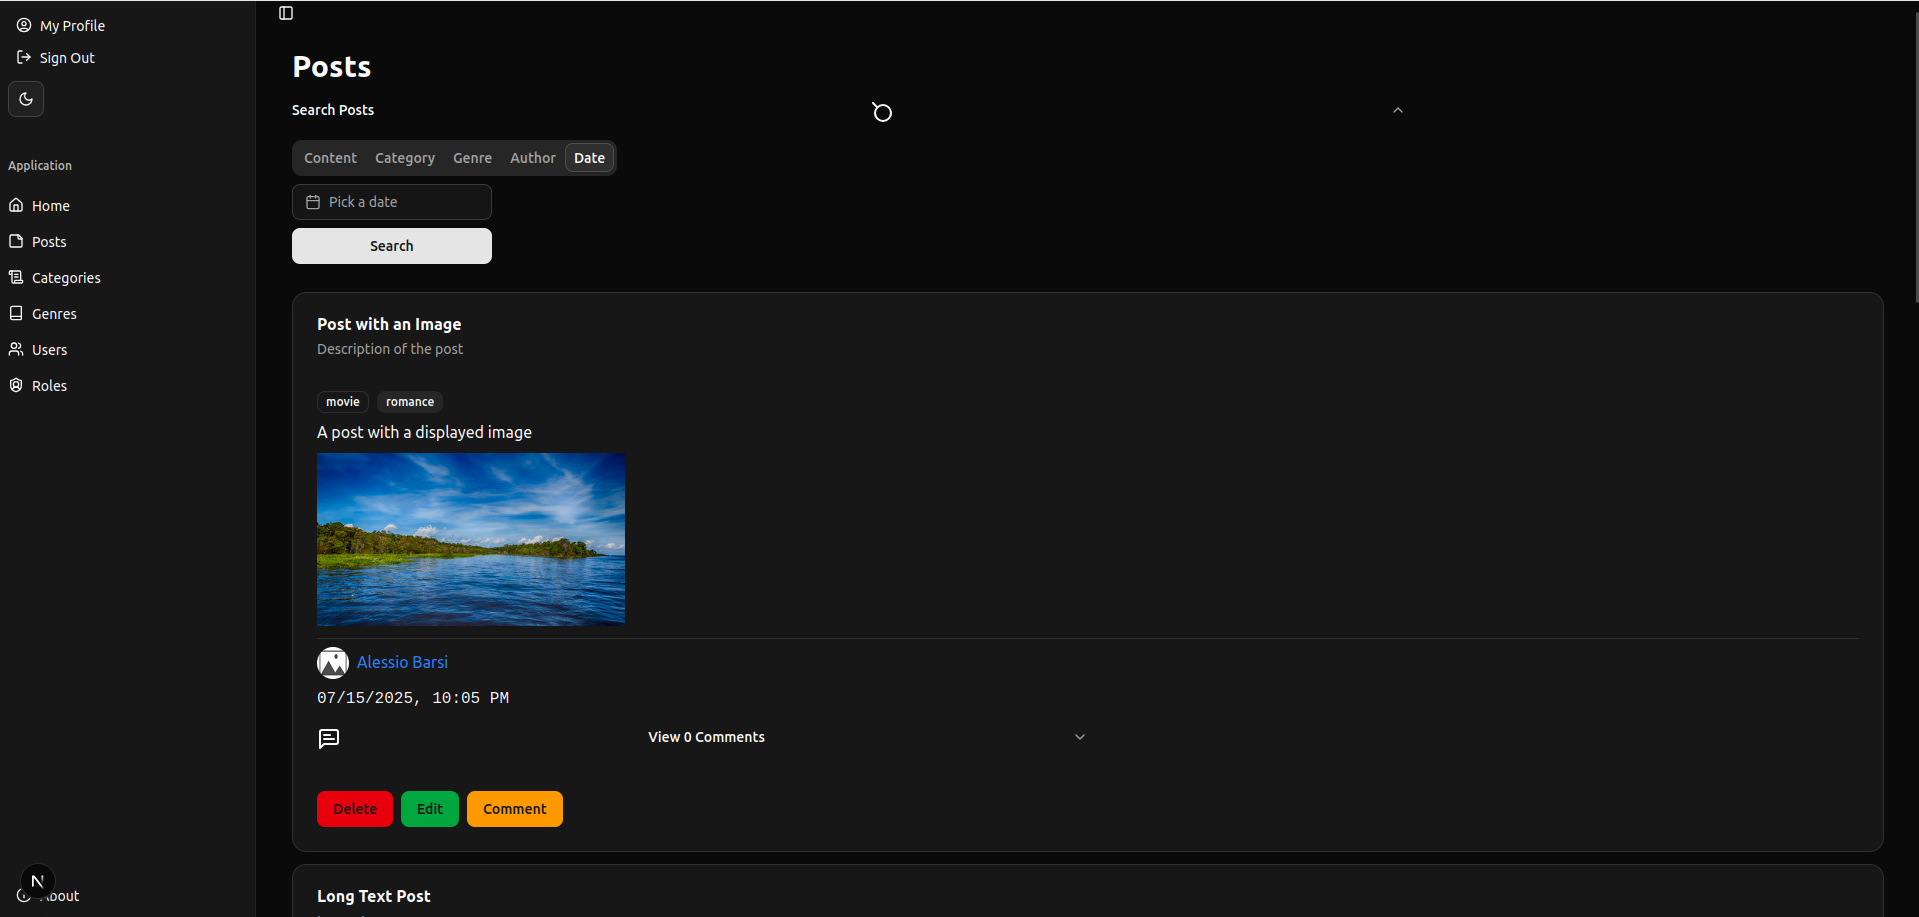 My Profile
Sign Out
Application
Home
Posts
Categories
Genres
Users
Roles
About
Posts
Search Posts
Content Category Genre Author Date
Pick a date
Search
Post with an Image
Description of the post
movie romance
A post with a displayed image
Alessio Barsi
07/15/2025, 10:05 PM
View 0 Comments
Delete Edit Comment
Long Text Post